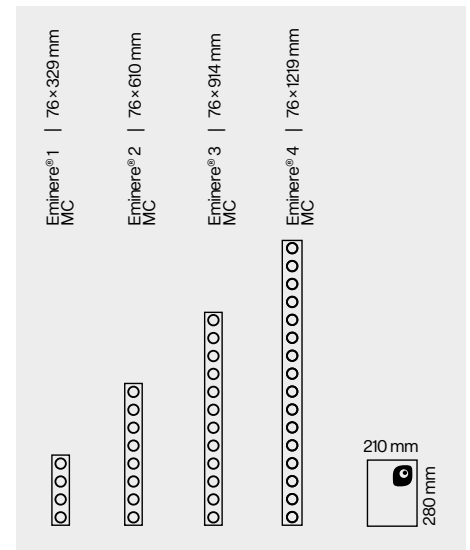 Eminere® 1 | 76×329 mm
MC
Eminere® 2 | 76×610 mm
MC
Eminere® 3 | 76×914 mm
MC
Eminere® 4 | 76×1219 mm
MC
210 mm
280 mm